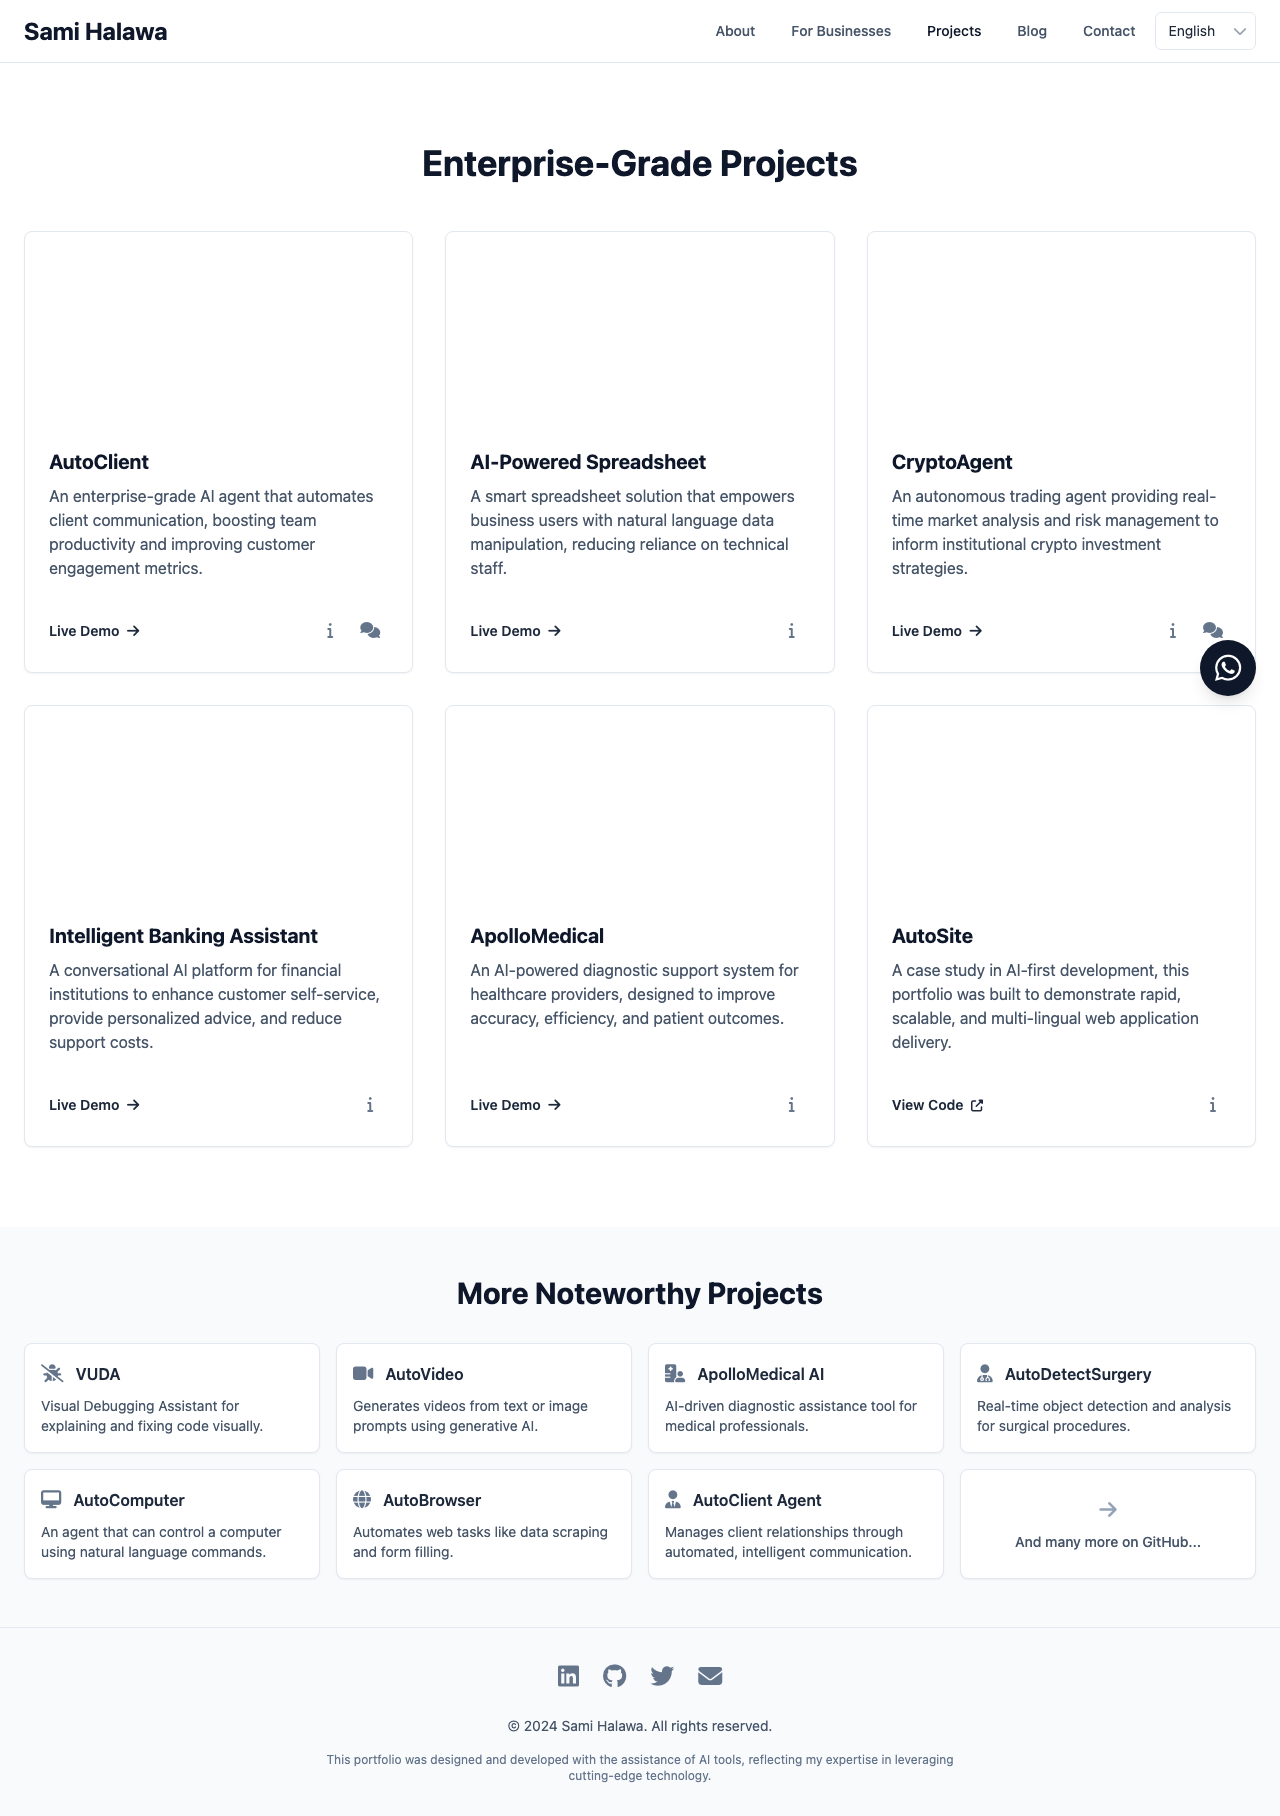 Sami Halawa
About
For Businesses
Projects
Blog
Contact
English
Enterprise-Grade Projects
AutoClient
An enterprise-grade AI agent that automates
client communication, boosting team
productivity and improving customer
engagement metrics.
Live Demo
AI-Powered Spreadsheet
A smart spreadsheet solution that empowers
business users with natural language data
manipulation, reducing reliance on technical
staff.
Live Demo
CryptoAgent
An autonomous trading agent providing real-
time market analysis and risk management to
inform institutional crypto investment
strategies.
Live Demo
Intelligent Banking Assistant
A conversational AI platform for financial
institutions to enhance customer self-service,
provide personalized advice, and reduce
support costs.
Live Demo
ApolloMedical
An AI-powered diagnostic support system for
healthcare providers, designed to improve
accuracy, efficiency, and patient outcomes.
Live Demo
AutoSite
A case study in AI-first development, this
portfolio was built to demonstrate rapid,
scalable, and multi-lingual web application
delivery.
View Code
More Noteworthy Projects
VUDA
Visual Debugging Assistant for
explaining and fixing code visually.
AutoVideo
Generates videos from text or image
prompts using generative AI.
ApolloMedical AI
AI-driven diagnostic assistance tool for
medical professionals.
AutoDetectSurgery
Real-time object detection and analysis
for surgical procedures.
AutoComputer
An agent that can control a computer
using natural language commands.
AutoBrowser
Automates web tasks like data scraping
and form filling.
AutoClient Agent
Manages client relationships through
automated, intelligent communication.
And many more on GitHub...
© 2024 Sami Halawa. All rights reserved.
This portfolio was designed and developed with the assistance of AI tools, reflecting my expertise in leveraging
cutting-edge technology.